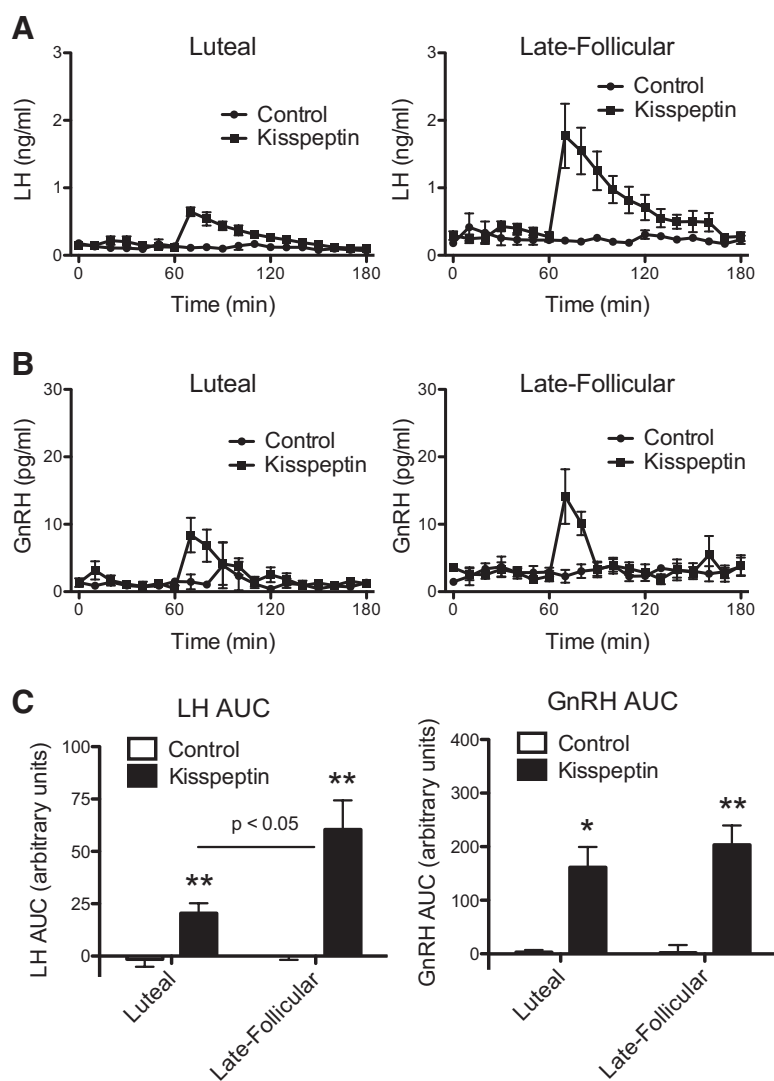 A
Luteal
Late-Follicular
3
2
1
0
LH (ng/ml)
Control
Kisspeptin
0 60 120 180
Time (min)
3
2
1
0
LH (ng/ml)
Control
Kisspeptin
0 60 120 180
Time (min)
B
Luteal
Late-Follicular
30
20
10
0
GnRH (pg/ml)
Control
Kisspeptin
0 60 120 180
Time (min)
30
20
10
0
GnRH (pg/ml)
Control
Kisspeptin
0 60 120 180
Time (min)
C
LH AUC
100
75
50
25
0
LH AUC (arbitrary units)
Control
Kisspeptin
**
p < 0.05
**
Luteal
Late-Follicular
GnRH AUC
400
300
200
100
0
GnRH AUC (arbitrary units)
Control
Kisspeptin
*
**
Luteal
Late-Follicular